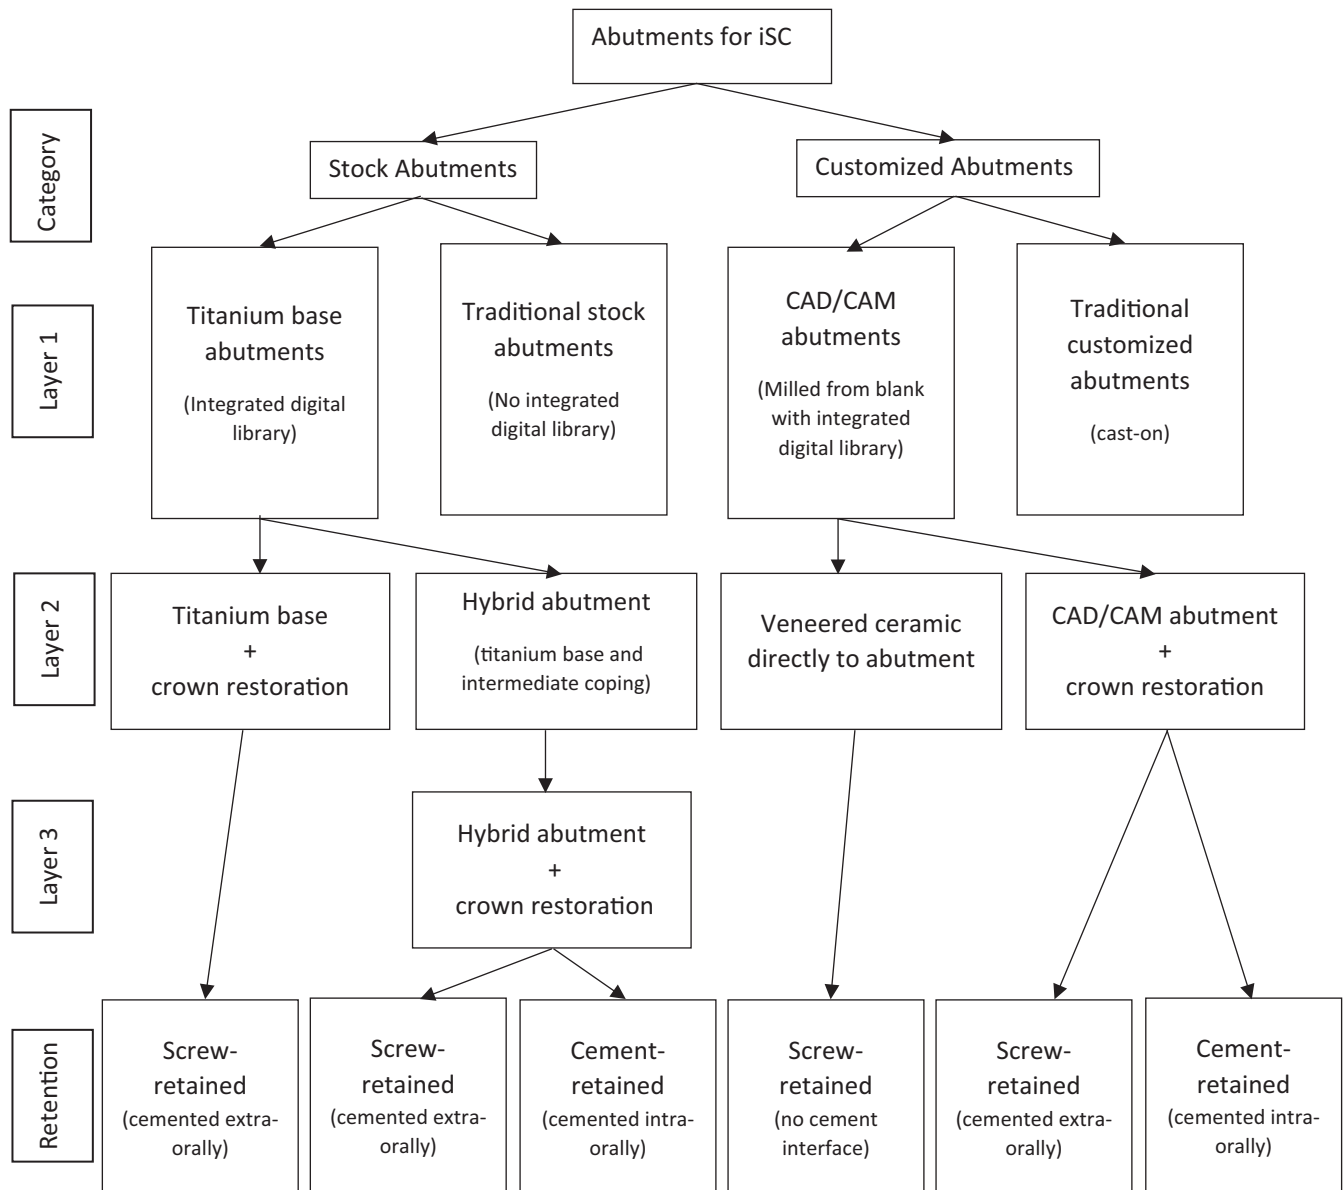 Abutments for iSC
Category
Stock Abutments
Customized Abutments
Layer 1
Titanium base
abutments
(Integrated digital
library)
Traditional stock
abutments
(No integrated
digital library)
CAD/CAM
abutments
(Milled from blank
with integrated
digital library)
Traditional
customized
abutments
(cast-on)
Layer 2
Titanium base
+
crown restoration
Hybrid abutment
(titanium base and
intermediate coping)
Veneered ceramic
directly to abutment
CAD/CAM abutment
+
crown restoration
Layer 3
Hybrid abutment
+
crown restoration
Retention
Screw-
retained
(cemented extra-
orally)
Screw-
retained
(cemented extra-
orally)
Cement-
retained
(cemented intra-
orally)
Screw-
retained
(no cement
interface)
Screw-
retained
(cemented extra-
orally)
Cement-
retained
(cemented intra-
orally)